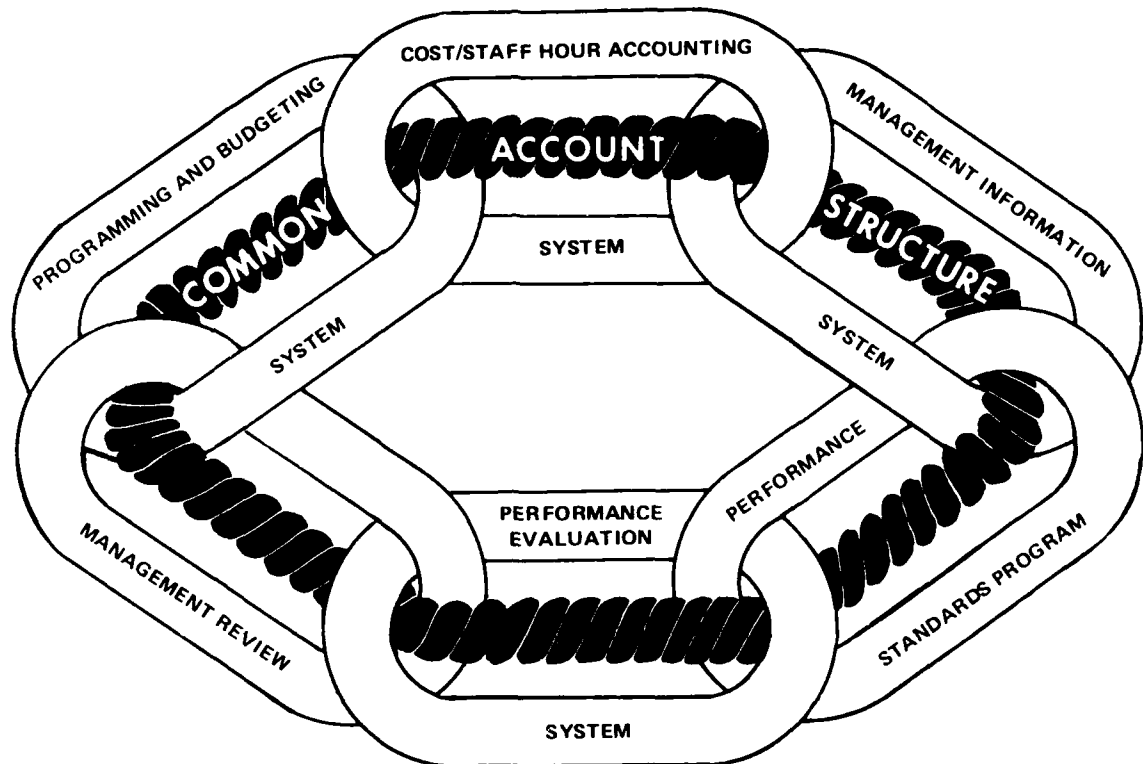 COST/STAFF HOUR ACCOUNTING
SYSTEM
PROGRAMMING AND BUDGETING
SYSTEM
MANAGEMENT INFORMATION
SYSTEM
COMMON
ACCOUNT
STRUCTURE
MANAGEMENT REVIEW
PERFORMANCE
EVALUATION
SYSTEM
PERFORMANCE
STANDARDS PROGRAM